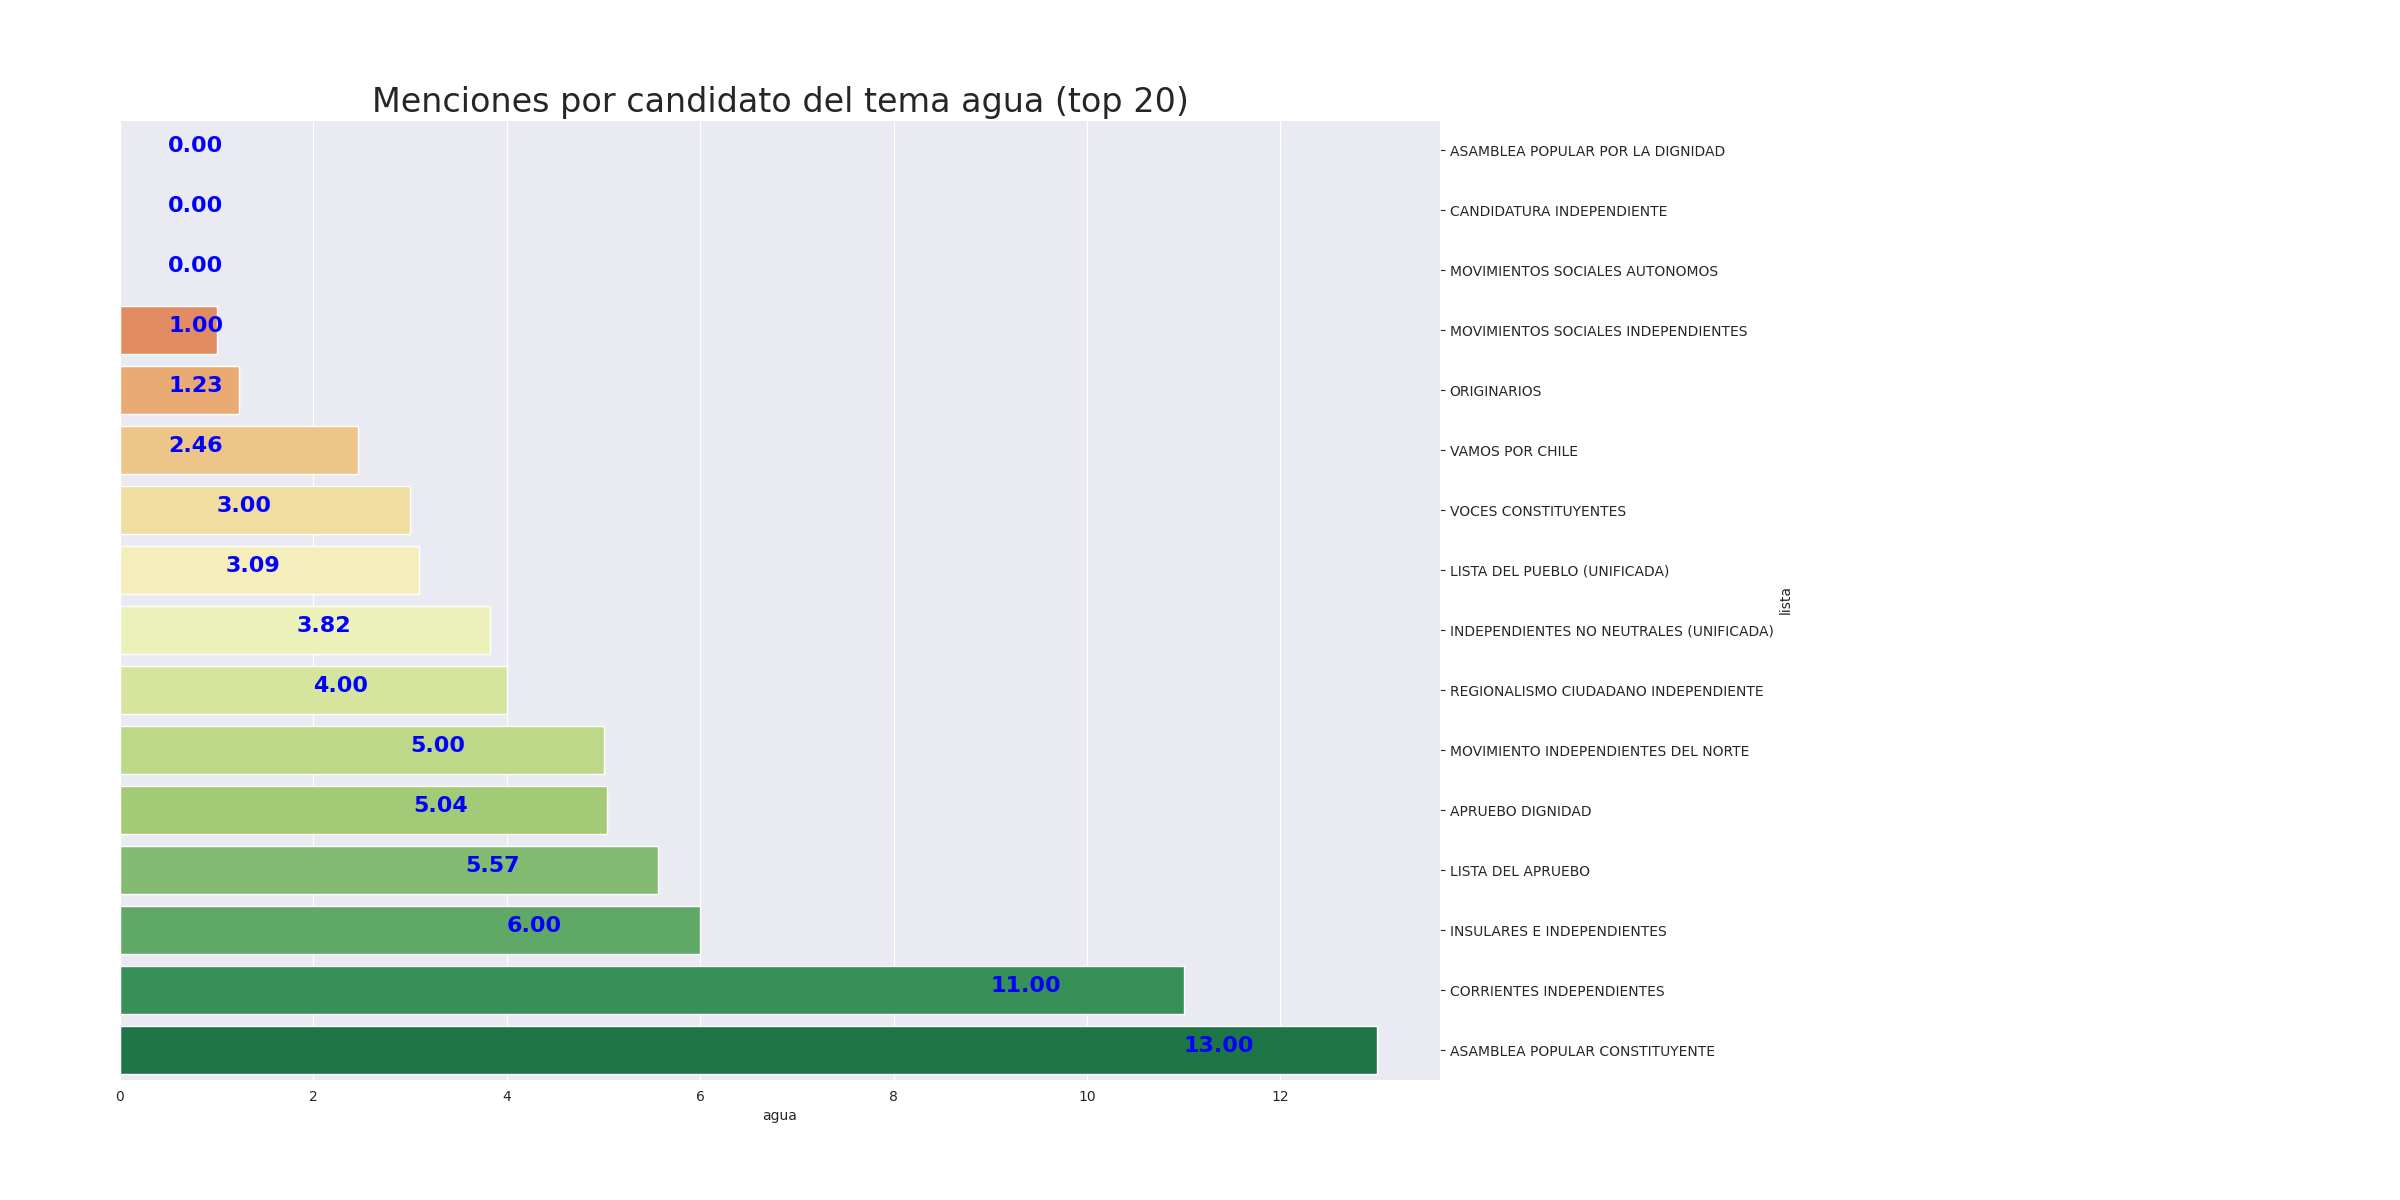 Menciones por candidato del tema agua (top 20)
0.00 ASAMBLEA POPULAR POR LA DIGNIDAD
0.00 CANDIDATURA INDEPENDIENTE
0.00 MOVIMIENTOS SOCIALES AUTONOMOS
1.00 MOVIMIENTOS SOCIALES INDEPENDIENTES
1.23 ORIGINARIOS
2.46 VAMOS POR CHILE
3.00 VOCES CONSTITUYENTES
3.09 LISTA DEL PUEBLO (UNIFICADA)
lista
3.82 INDEPENDIENTES NO NEUTRALES (UNIFICADA)
4.00 REGIONALISMO CIUDADANO INDEPENDIENTE
5.00 MOVIMIENTO INDEPENDIENTES DEL NORTE
5.04 APRUEBO DIGNIDAD
5.57 LISTA DEL APRUEBO
6.00 INSULARES E INDEPENDIENTES
11.00 CORRIENTES INDEPENDIENTES
13.00 ASAMBLEA POPULAR CONSTITUYENTE
0 2 4 6 8 10 12
agua